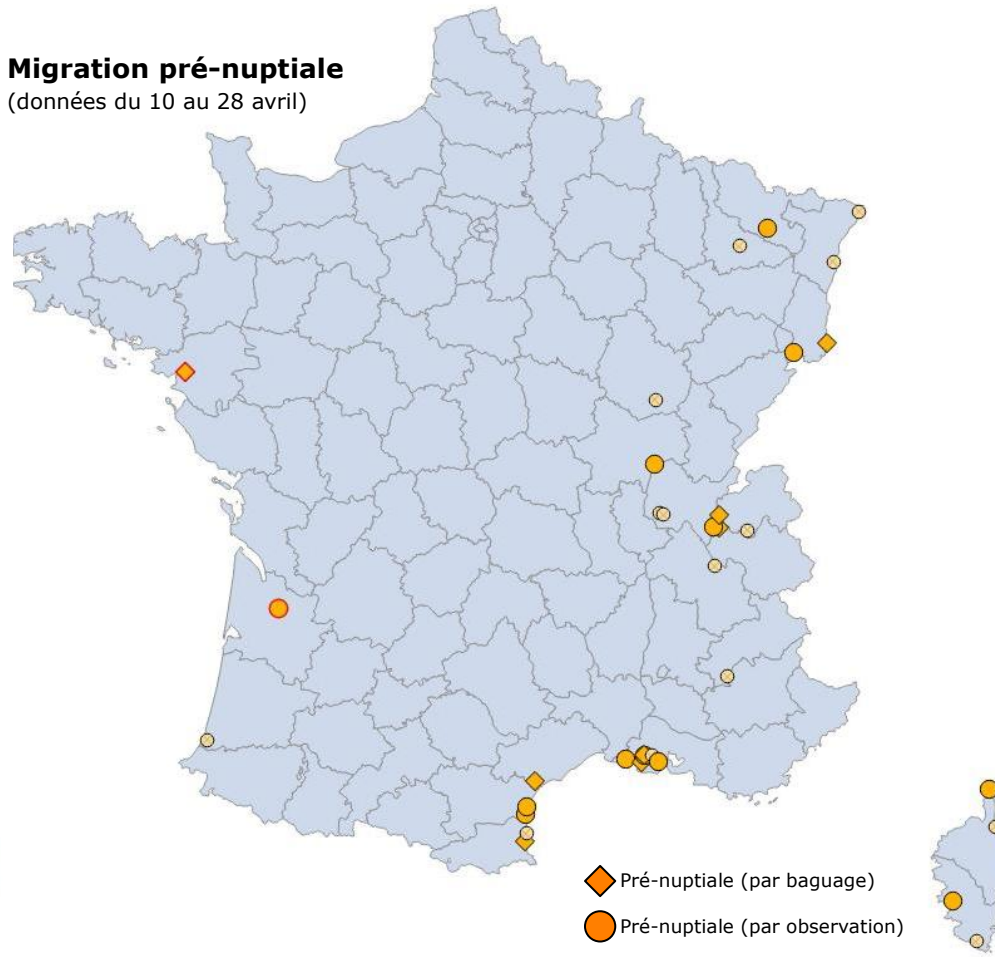 Migration pré-nuptiale
(données du 10 au 28 avril)
Pré-nuptiale (par baguage)
Pré-nuptiale (par observation)